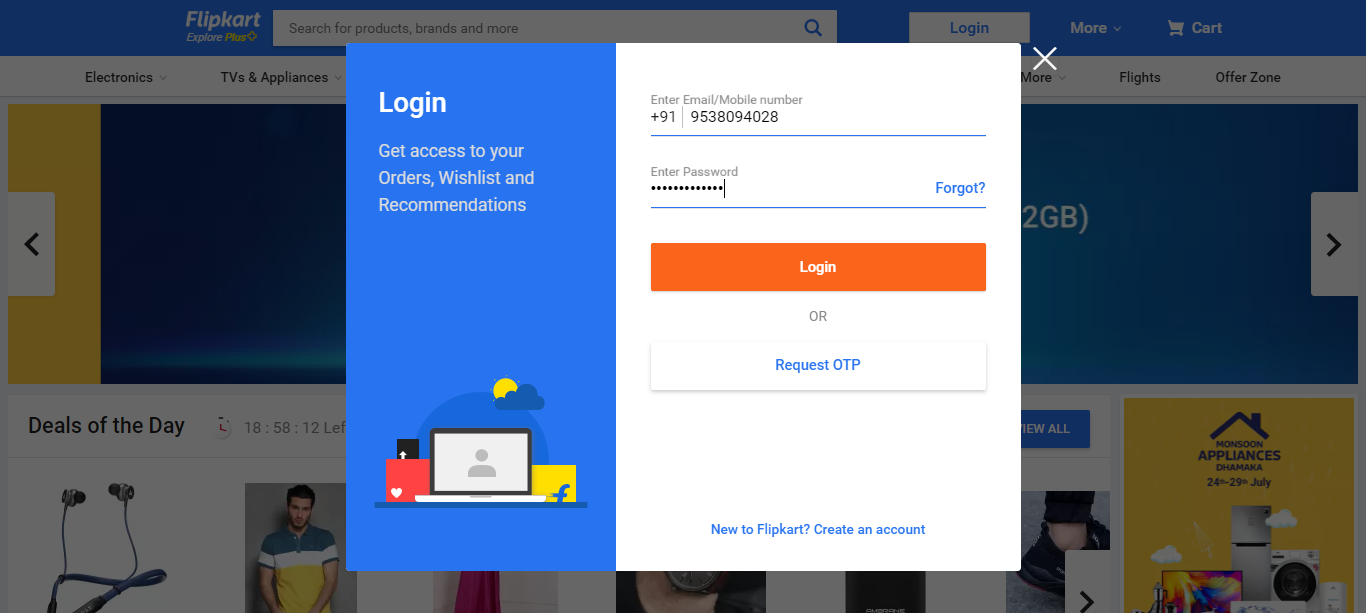 Flipkart
Explore Plus
Search for products, brands and more
Login
More
Cart
Electronics
TVs & Appliances
More
Flights
Offer Zone
Login
Get access to your
Orders, Wishlist and
Recommendations
Enter Email/Mobile number
+91 9538094028
Enter Password
•••••••••••••
Forgot?
Login
OR
Request OTP
New to Flipkart? Create an account
2GB)
Deals of the Day
18 : 58 : 12 Lef
VIEW ALL
MONSOON
APPLIANCES
DHAMAKA
24th-29th July
AMBRANE